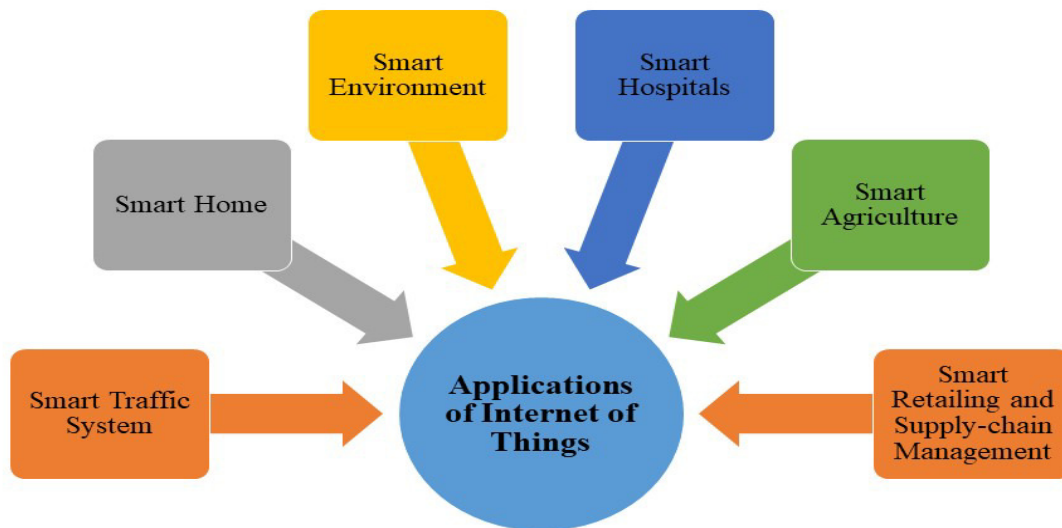 Smart
Environment
Smart
Hospitals
Smart Home
Smart
Agriculture
Smart Traffic
System
Applications
of Internet of
Things
Smart
Retailing and
Supply-chain
Management